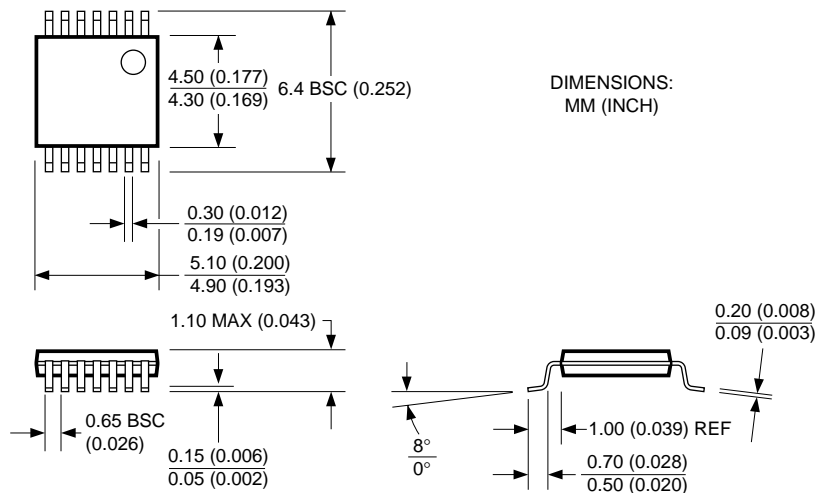 4.50 (0.177)
4.30 (0.169)
6.4 BSC (0.252)
DIMENSIONS:
MM (INCH)
0.30 (0.012)
0.19 (0.007)
5.10 (0.200)
4.90 (0.193)
1.10 MAX (0.043)
0.20 (0.008)
0.09 (0.003)
0.65 BSC
(0.026)
0.15 (0.006)
0.05 (0.002)
8°
0°
1.00 (0.039) REF
0.70 (0.028)
0.50 (0.020)